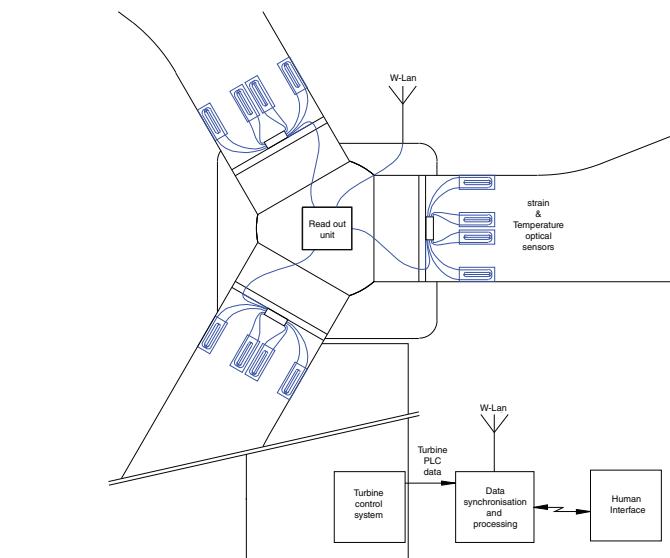 W-Lan
Read out
unit
strain
&
Temperature
optical
sensors
W-Lan
Turbine
PLC
data
Turbine
control
system
Data
synchronisation
and
processing
Human
Interface